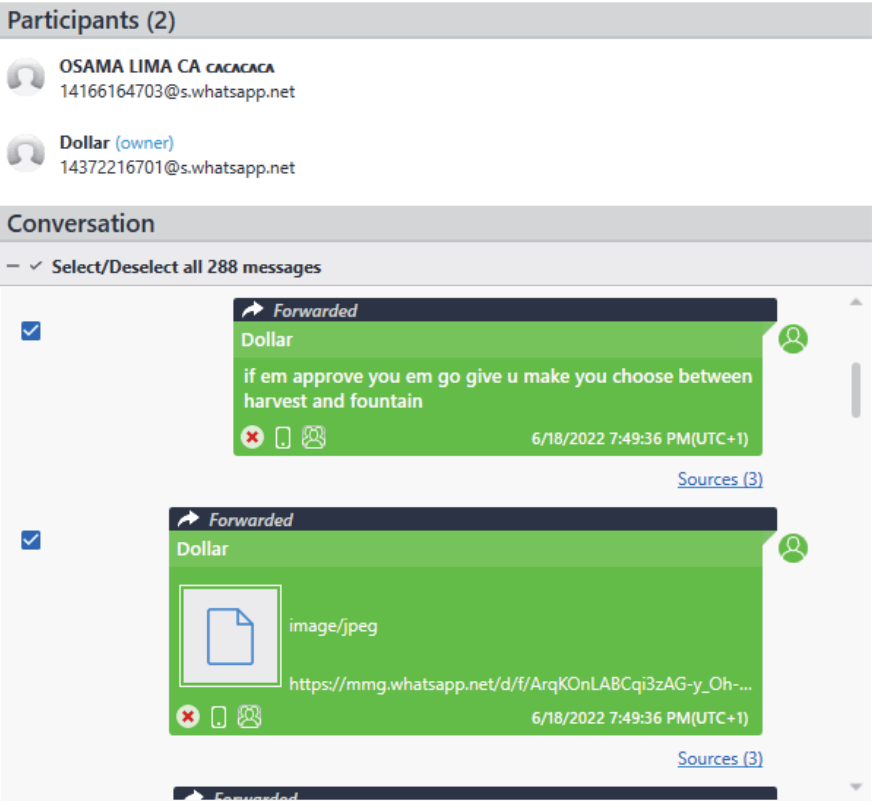 Participants (2)
OSAMA LIMA CA ᴄᴀᴄᴀᴄᴀᴄᴀ
14166164703@s.whatsapp.net
Dollar (owner)
14372216701@s.whatsapp.net
Conversation
Select/Deselect all 288 messages
Forwarded
Dollar
if em approve you em go give u make you choose between
harvest and fountain
6/18/2022 7:49:36 PM(UTC+1)
Sources (3)
Forwarded
Dollar
image/jpeg
https://mmg.whatsapp.net/d/f/ArqKOnLABCqi3zAG-y_Oh-...
6/18/2022 7:49:36 PM(UTC+1)
Sources (3)
Forwarded